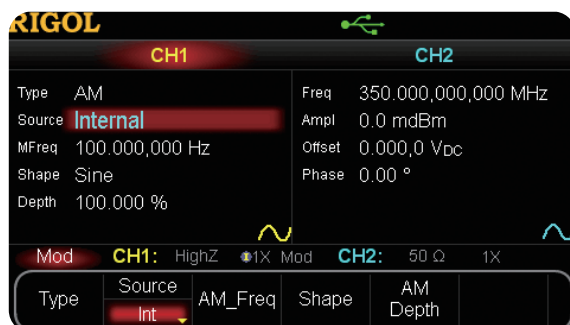 RIGOL
CH1
CH2
Type AM
Source Internal
MFreq 100.000,000 Hz
Shape Sine
Depth 100.000 %
Freq 350.000,000,000 MHz
Ampl 0.0 mdBm
Offset 0.000,0 VDC
Phase 0.00 °
Mod CH1: HighZ 1X Mod CH2: 50 Ω 1X
Type
Source
Int
AM_Freq
Shape
AM
Depth